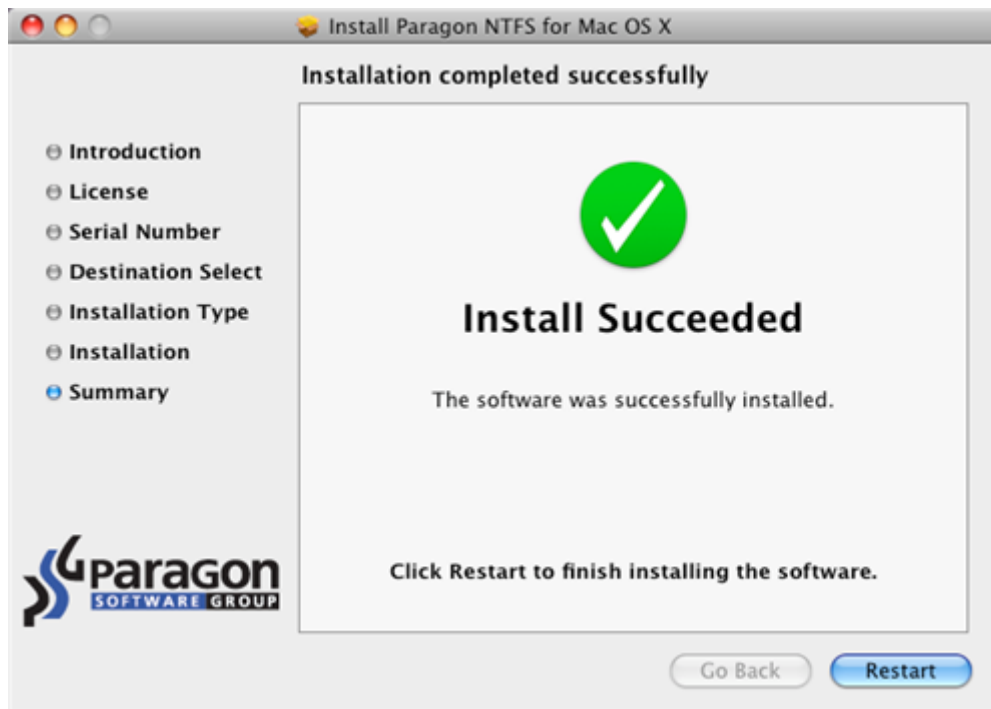 Install Paragon NTFS for Mac OS X
Installation completed successfully
Introduction
License
Serial Number
Destination Select
Installation Type
Installation
Summary
Install Succeeded
The software was successfully installed.
Click Restart to finish installing the software.
Paragon
SOFTWARE GROUP
Go Back
Restart